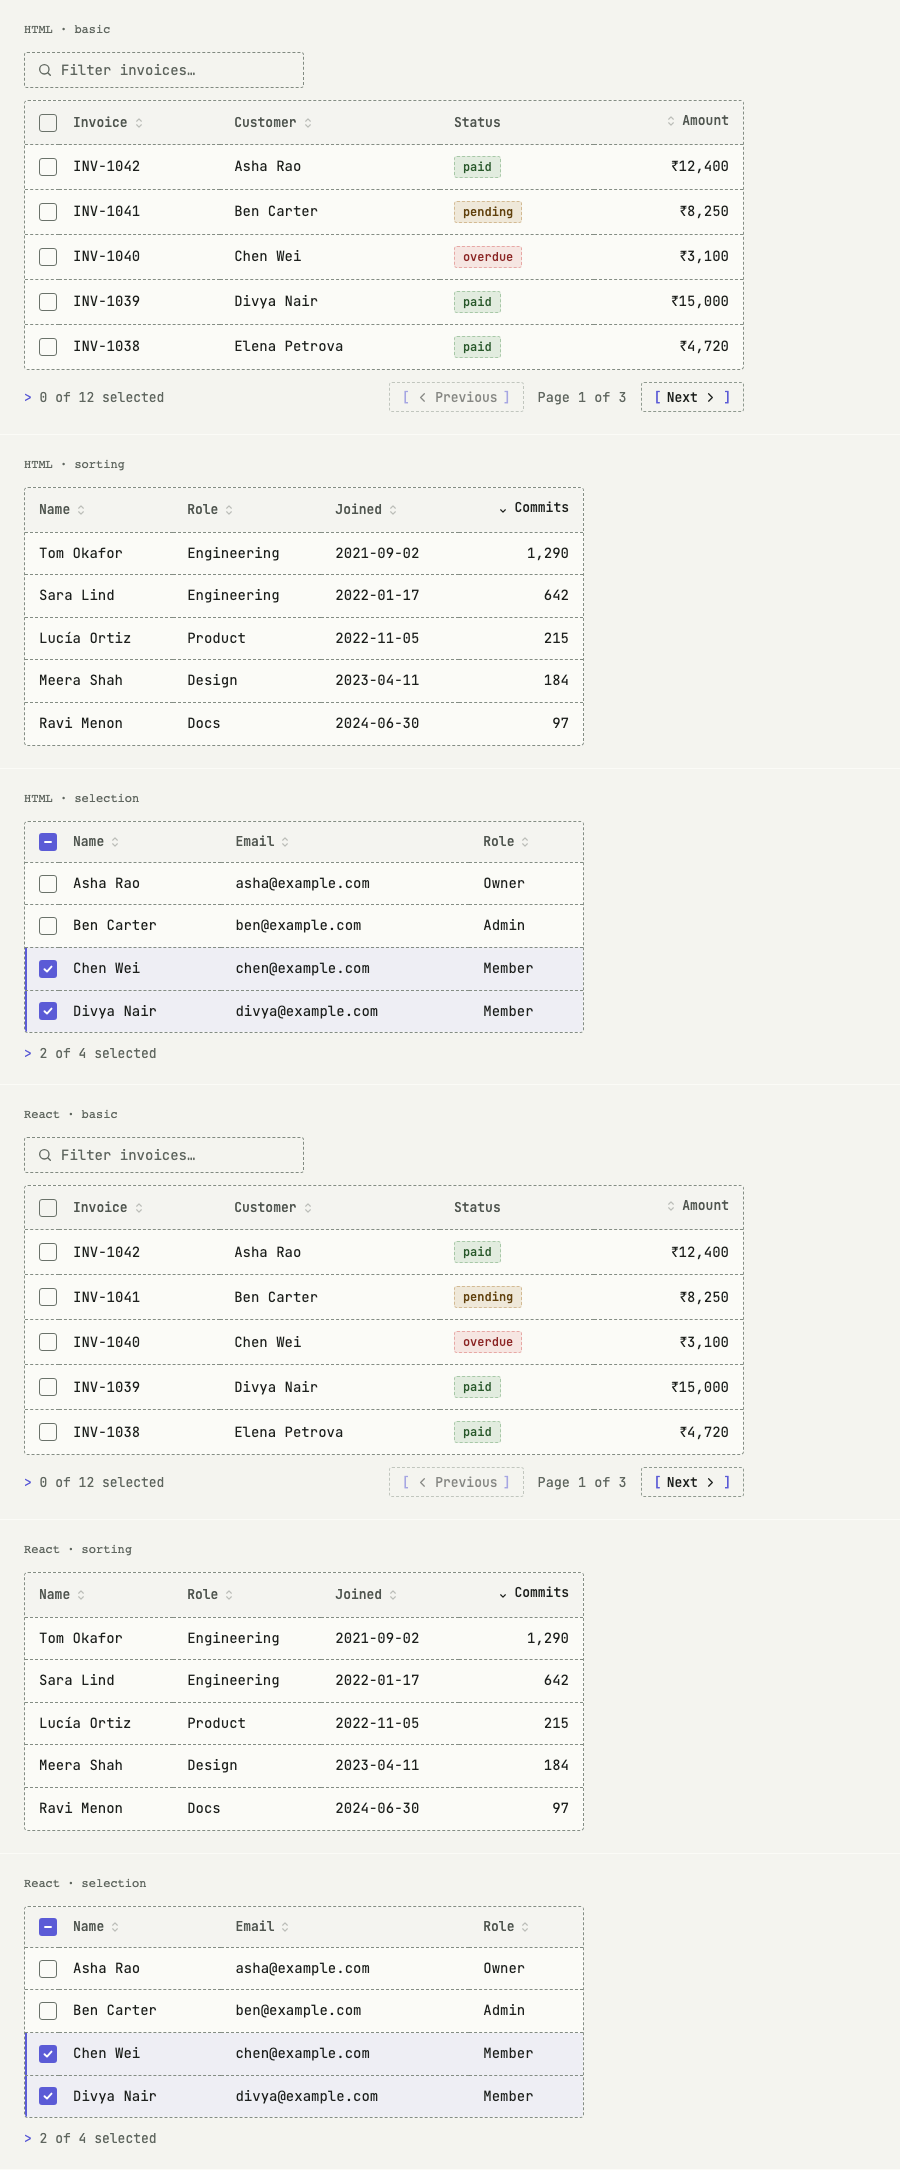 HTML · basic
Filter invoices…
Invoice Customer Status Amount
INV-1042 Asha Rao paid ₹12,400
INV-1041 Ben Carter pending ₹8,250
INV-1040 Chen Wei overdue ₹3,100
INV-1039 Divya Nair paid ₹15,000
INV-1038 Elena Petrova paid ₹4,720
> 0 of 12 selected [ < Previous ] Page 1 of 3 [ Next > ]
HTML · sorting
Name Role Joined Commits
Tom Okafor Engineering 2021-09-02 1,290
Sara Lind Engineering 2022-01-17 642
Lucía Ortiz Product 2022-11-05 215
Meera Shah Design 2023-04-11 184
Ravi Menon Docs 2024-06-30 97
HTML · selection
Name Email Role
Asha Rao asha@example.com Owner
Ben Carter ben@example.com Admin
Chen Wei chen@example.com Member
Divya Nair divya@example.com Member
> 2 of 4 selected
React · basic
Filter invoices…
Invoice Customer Status Amount
INV-1042 Asha Rao paid ₹12,400
INV-1041 Ben Carter pending ₹8,250
INV-1040 Chen Wei overdue ₹3,100
INV-1039 Divya Nair paid ₹15,000
INV-1038 Elena Petrova paid ₹4,720
> 0 of 12 selected [ < Previous ] Page 1 of 3 [ Next > ]
React · sorting
Name Role Joined Commits
Tom Okafor Engineering 2021-09-02 1,290
Sara Lind Engineering 2022-01-17 642
Lucía Ortiz Product 2022-11-05 215
Meera Shah Design 2023-04-11 184
Ravi Menon Docs 2024-06-30 97
React · selection
Name Email Role
Asha Rao asha@example.com Owner
Ben Carter ben@example.com Admin
Chen Wei chen@example.com Member
Divya Nair divya@example.com Member
> 2 of 4 selected